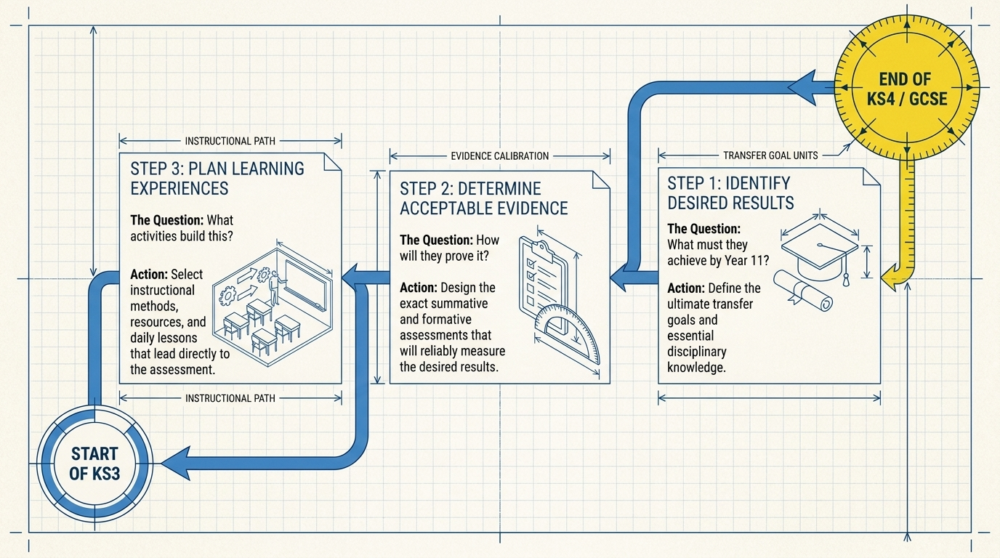 END OF
KS4 / GCSE
INSTRUCTIONAL PATH
STEP 3: PLAN LEARNING
EXPERIENCES
The Question: What
activities build this?
Action: Select
instructional
methods,
resources, and
daily lessons
that lead directly to
the assessment.
INSTRUCTIONAL PATH
EVIDENCE CALIBRATION
STEP 2: DETERMINE
ACCEPTABLE EVIDENCE
The Question: How
will they prove it?
Action: Design the
exact summative
and formative
assessments that
will reliably measure
the desired results.
TRANSFER GOAL UNITS
STEP 1: IDENTIFY
DESIRED RESULTS
The Question:
What must they
achieve by Year 11?
Action: Define the
ultimate transfer
goals and
essential
disciplinary
knowledge.
START
OF KS3